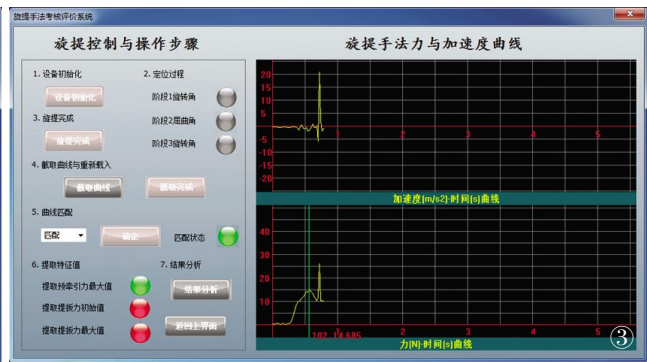 旋提手法考核评价系统
旋提控制与操作步骤
1. 设备初始化
2. 定位过程
设备初始化
阶段1旋转角
3. 旋提完成
阶段2屈曲角
旋提完成
阶段3旋转角
4. 截取曲线与重新载入
截取曲线
截取完成
5. 曲线匹配
匹配
确定
匹配状态
6. 提取特征值
7. 结果分析
提取预牵引力最大值
结果分析
提取提扳力初始值
提取提扳力最大值
返回上界面
旋提手法力与加速度曲线
20
15
10
5
1 2 3 4 5
-5
-10
-15
-20
加速度(m/s2)-时间(s)曲线
40
30
20
10
102,14.685
2 3 4 5
力(N)-时间(s)曲线
③